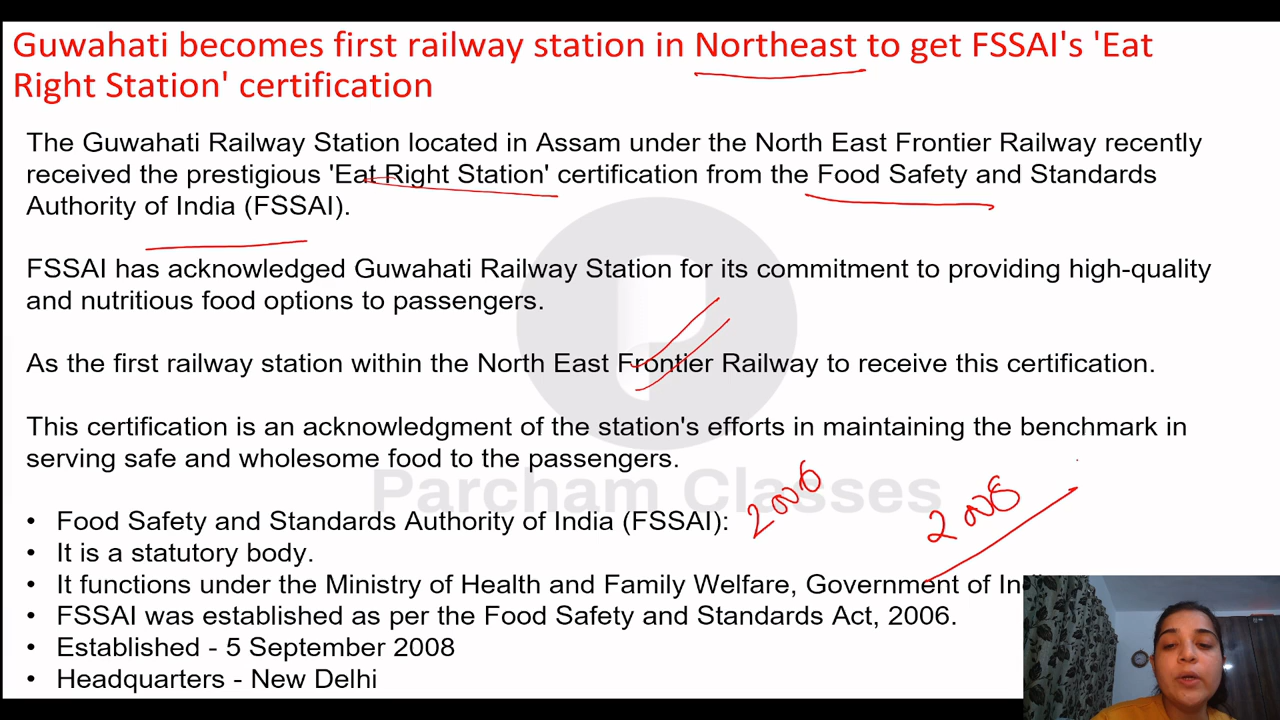 Guwahati becomes first railway station in Northeast to get FSSAI's 'Eat
Right Station' certification
The Guwahati Railway Station located in Assam under the North East Frontier Railway recently
received the prestigious 'Eat Right Station' certification from the Food Safety and Standards
Authority of India (FSSAI).
FSSAI has acknowledged Guwahati Railway Station for its commitment to providing high-quality
and nutritious food options to passengers.
As the first railway station within the North East Frontier Railway to receive this certification.
This certification is an acknowledgment of the station's efforts in maintaining the benchmark in
serving safe and wholesome food to the passengers.
Parcham Classes
• Food Safety and Standards Authority of India (FSSAI): 2006 2008
• It is a statutory body.
• It functions under the Ministry of Health and Family Welfare, Government of
• FSSAI was established as per the Food Safety and Standards Act, 2006.
• Established - 5 September 2008
• Headquarters - New Delhi